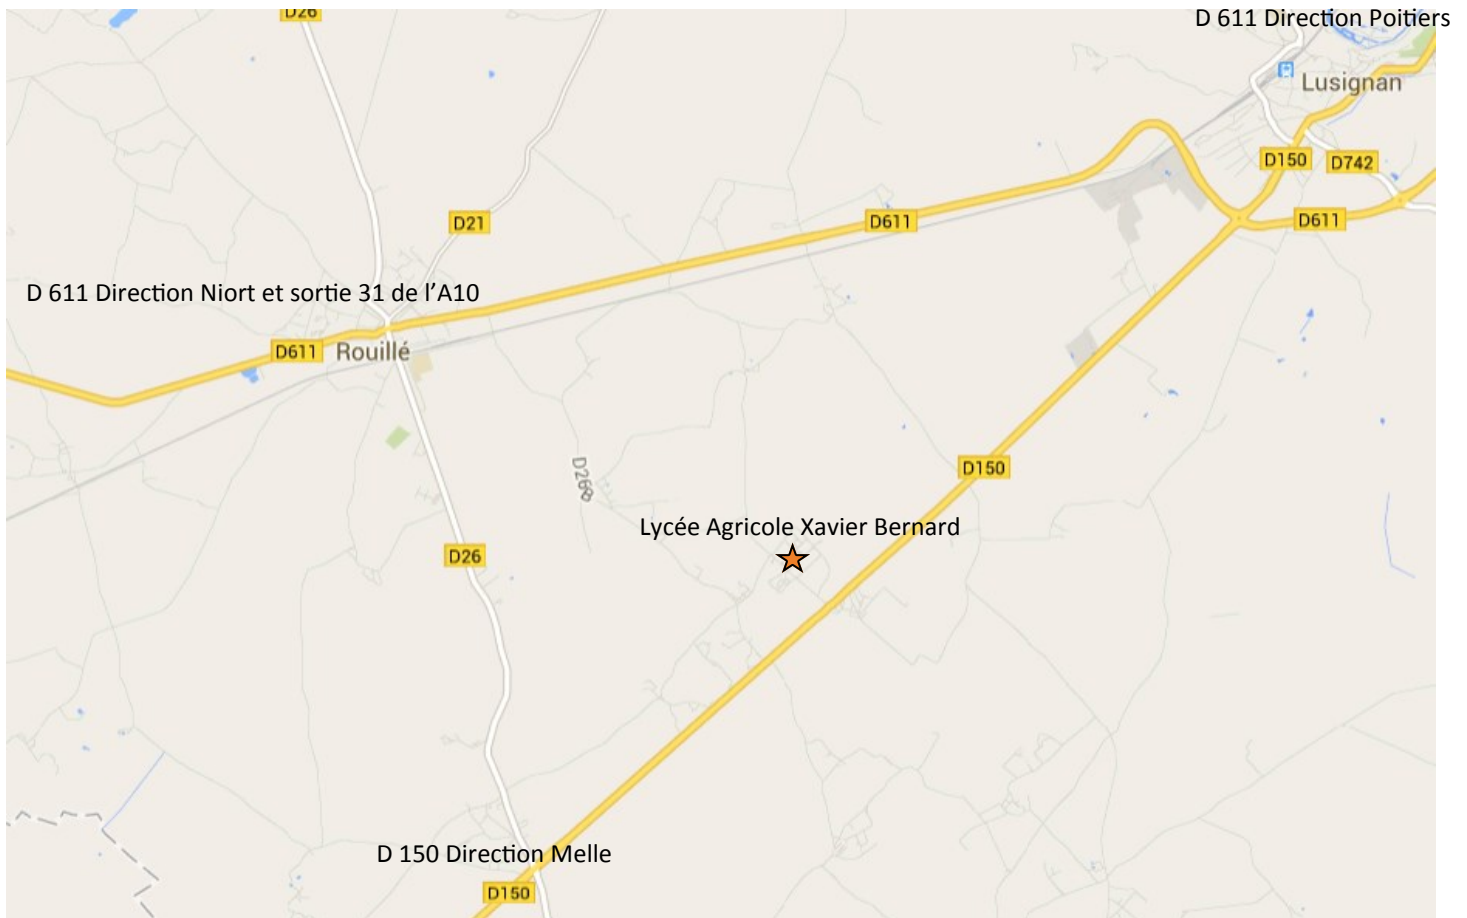 D26
D 611 Direction Poitiers
Lusignan
D150
D742
D21
D611
D611
D 611 Direction Niort et sortie 31 de l’A10
D611
Rouillé
D150
D26
Lycée Agricole Xavier Bernard
D26
D 150 Direction Melle
D150